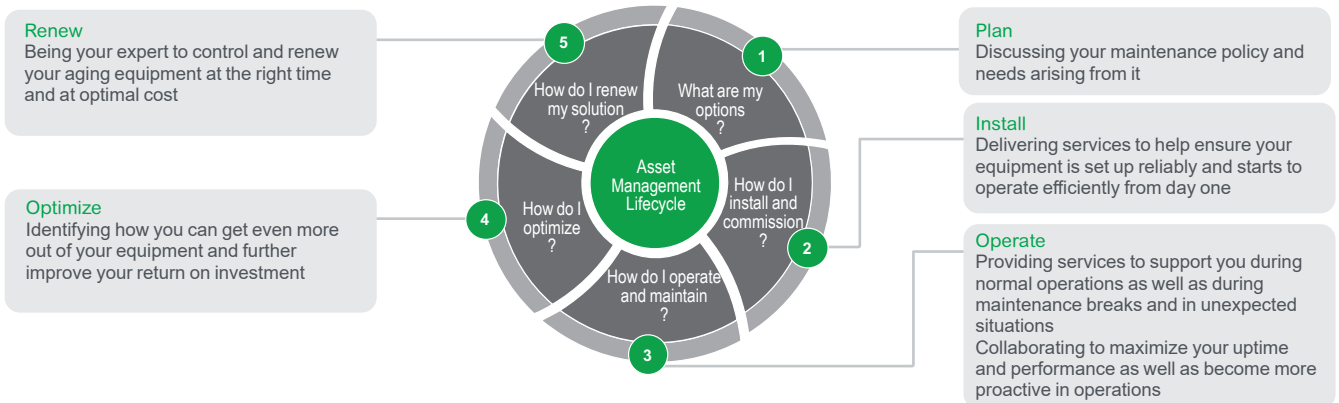 Renew
Being your expert to control and renew
your aging equipment at the right time
and at optimal cost
Optimize
Identifying how you can get even more
out of your equipment and further
improve your return on investment
5
How do I renew
my solution
?
1
What are my
options
?
Asset
Management
Lifecycle
How do I
install and
commission
?
2
4
How do I
optimize
?
How do I operate
and maintain
?
3
Plan
Discussing your maintenance policy and
needs arising from it
Install
Delivering services to help ensure your
equipment is set up reliably and starts to
operate efficiently from day one
Operate
Providing services to support you during
normal operations as well as during
maintenance breaks and in unexpected
situations
Collaborating to maximize your uptime
and performance as well as become more
proactive in operations